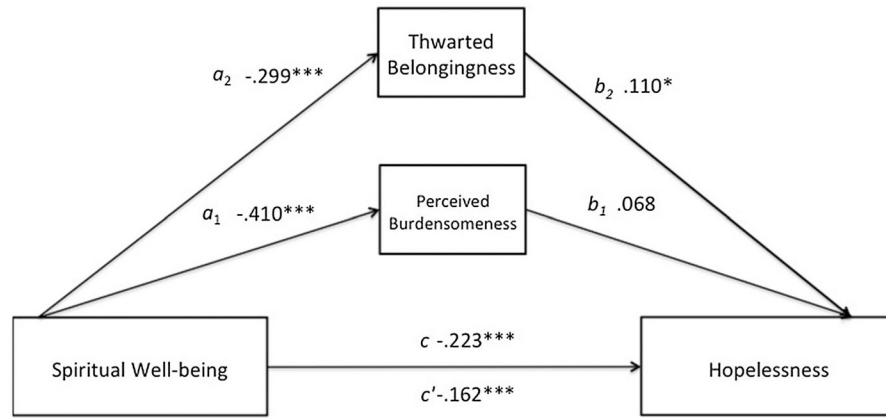 Thwarted
Belongingness
a2 -.299***
b2 .110*
Perceived
Burdensomeness
a1 -.410***
b1 .068
Spiritual Well-being
c -.223***
c'-.162***
Hopelessness